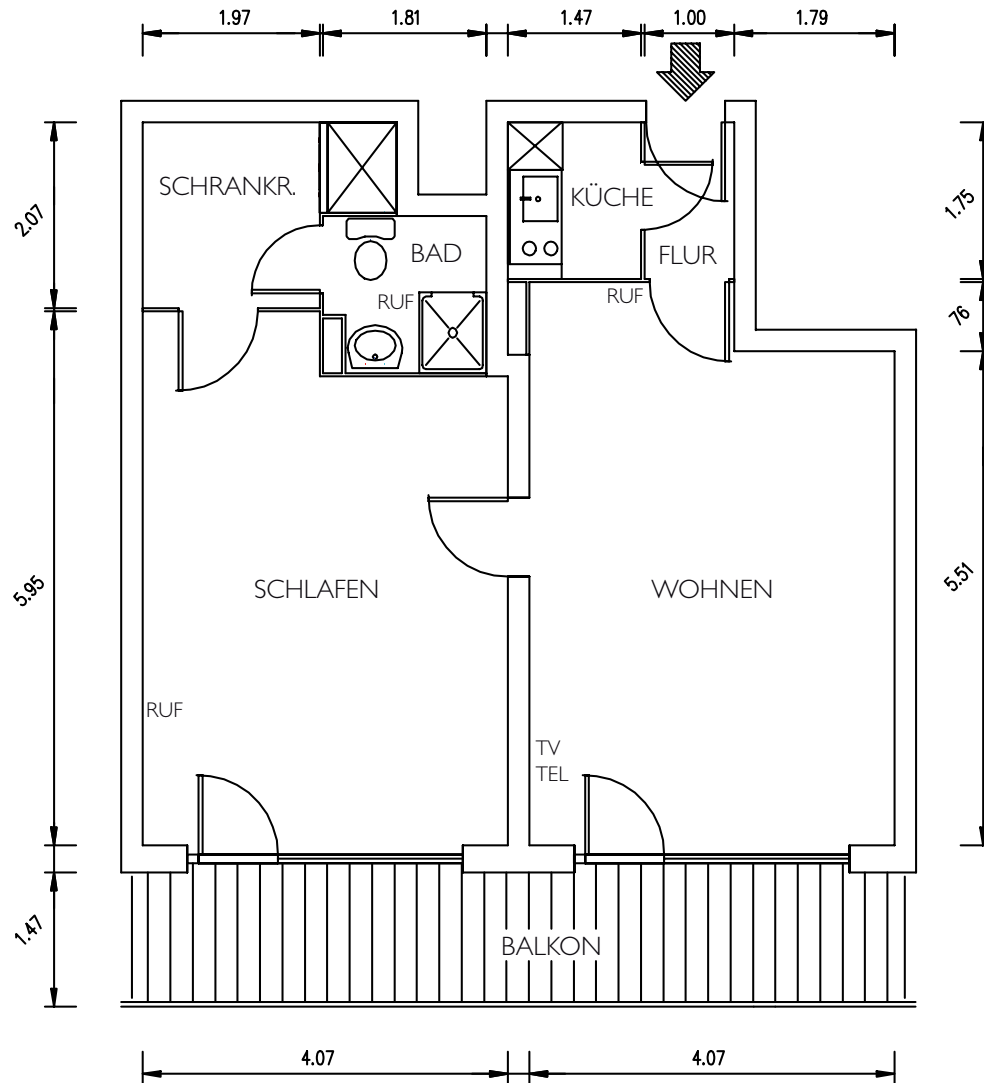 1.97
1.81
1.47
1.00
1.79
2.07
SCHRANKR.
KÜCHE
1.75
BAD
FLUR
RUF
RUF
76
5.95
SCHLAFEN
WOHNEN
5.51
RUF
TV
TEL
1.47
BALKON
4.07
4.07